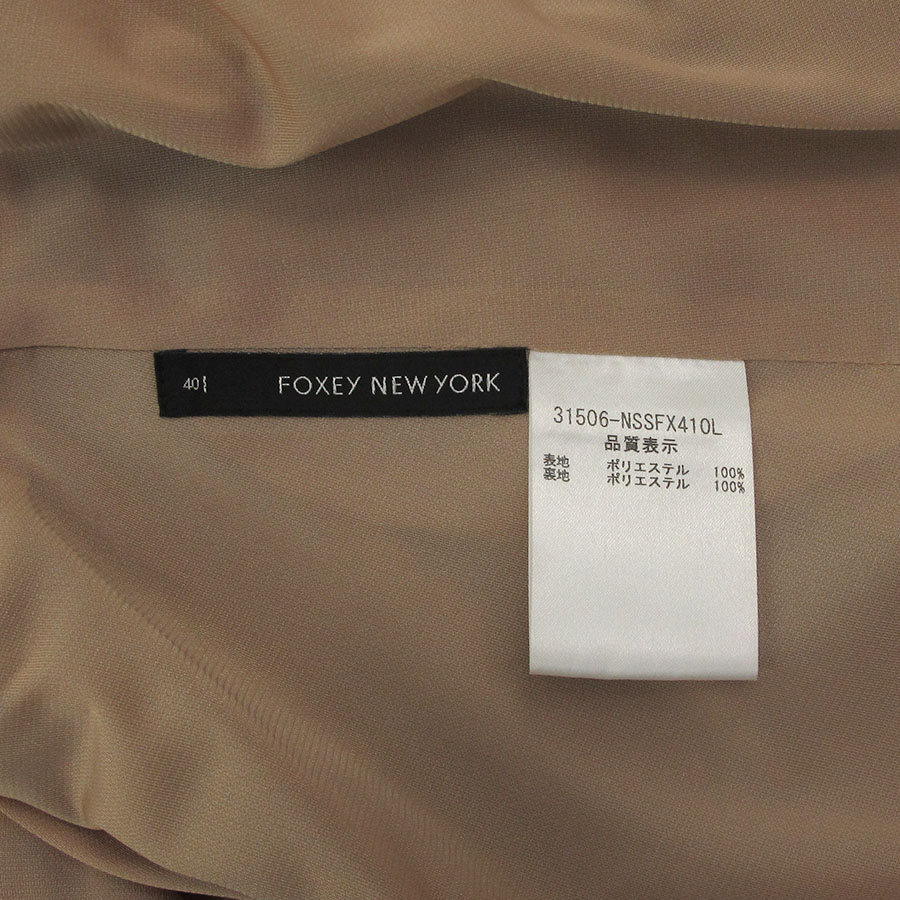 40
FOXEY NEW YORK
31506-NSSFX410L
品質表示
表地 ポリエステル 100%
裏地 ポリエステル 100%